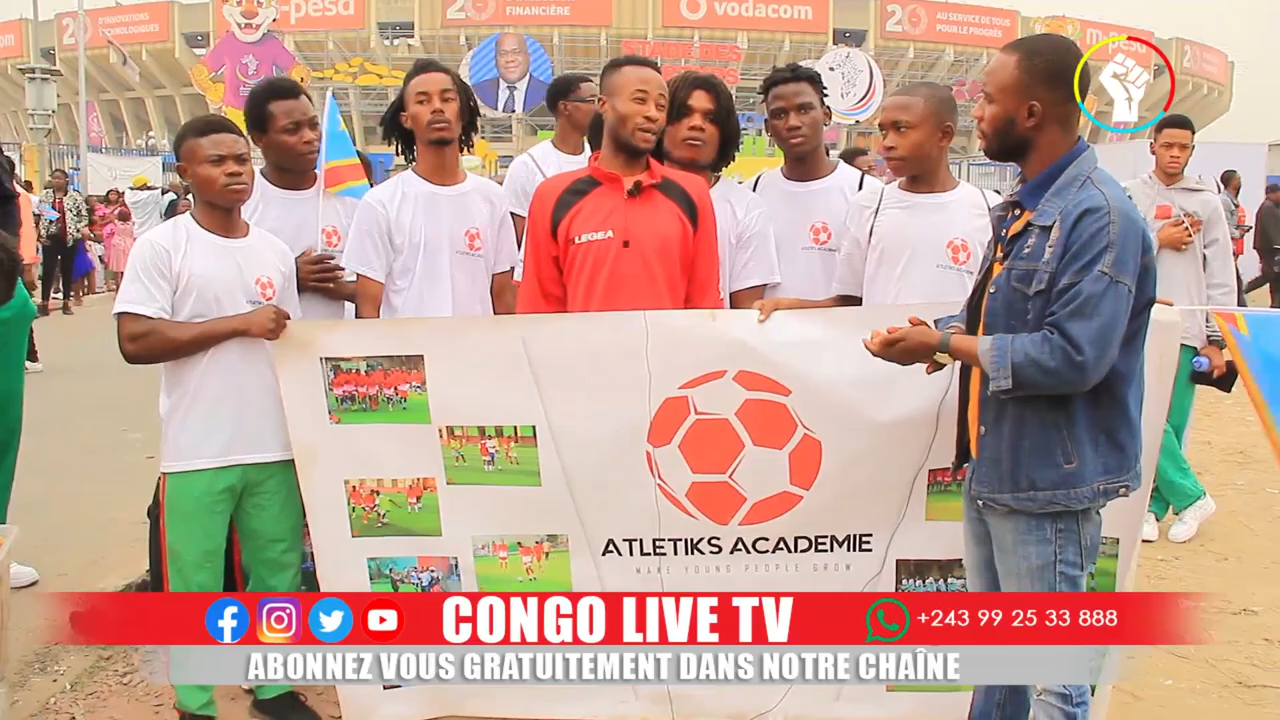 20
D'INNOVATIONS
TECHNOLOGIQUES
-pesa
20
FINANCIÈRE
vodacom
20
AU SERVICE DE TOUS
POUR LE PROGRÈS
m-pesa
20
STADE DES
LEGEA
ATLETIKS ACADEMIE
MAKE YOUNG PEOPLE GROW
CONGO LIVE TV
+243 99 25 33 888
ABONNEZ VOUS GRATUITEMENT DANS NOTRE CHAÎNE